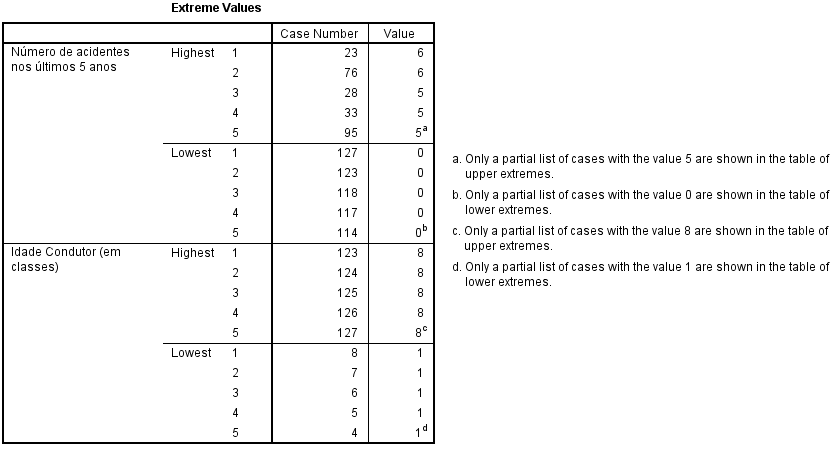 Extreme Values
Case Number Value
Número de acidentes nos últimos 5 anos Highest 1 23 6
2 76 6
3 28 5
4 33 5
5 95 5a
Lowest 1 127 0
2 123 0
3 118 0
4 117 0
5 114 0b
Idade Condutor (em classes) Highest 1 123 8
2 124 8
3 125 8
4 126 8
5 127 8c
Lowest 1 8 1
2 7 1
3 6 1
4 5 1
5 4 1d
a. Only a partial list of cases with the value 5 are shown in the table of
upper extremes.
b. Only a partial list of cases with the value 0 are shown in the table of
lower extremes.
c. Only a partial list of cases with the value 8 are shown in the table of
upper extremes.
d. Only a partial list of cases with the value 1 are shown in the table of
lower extremes.